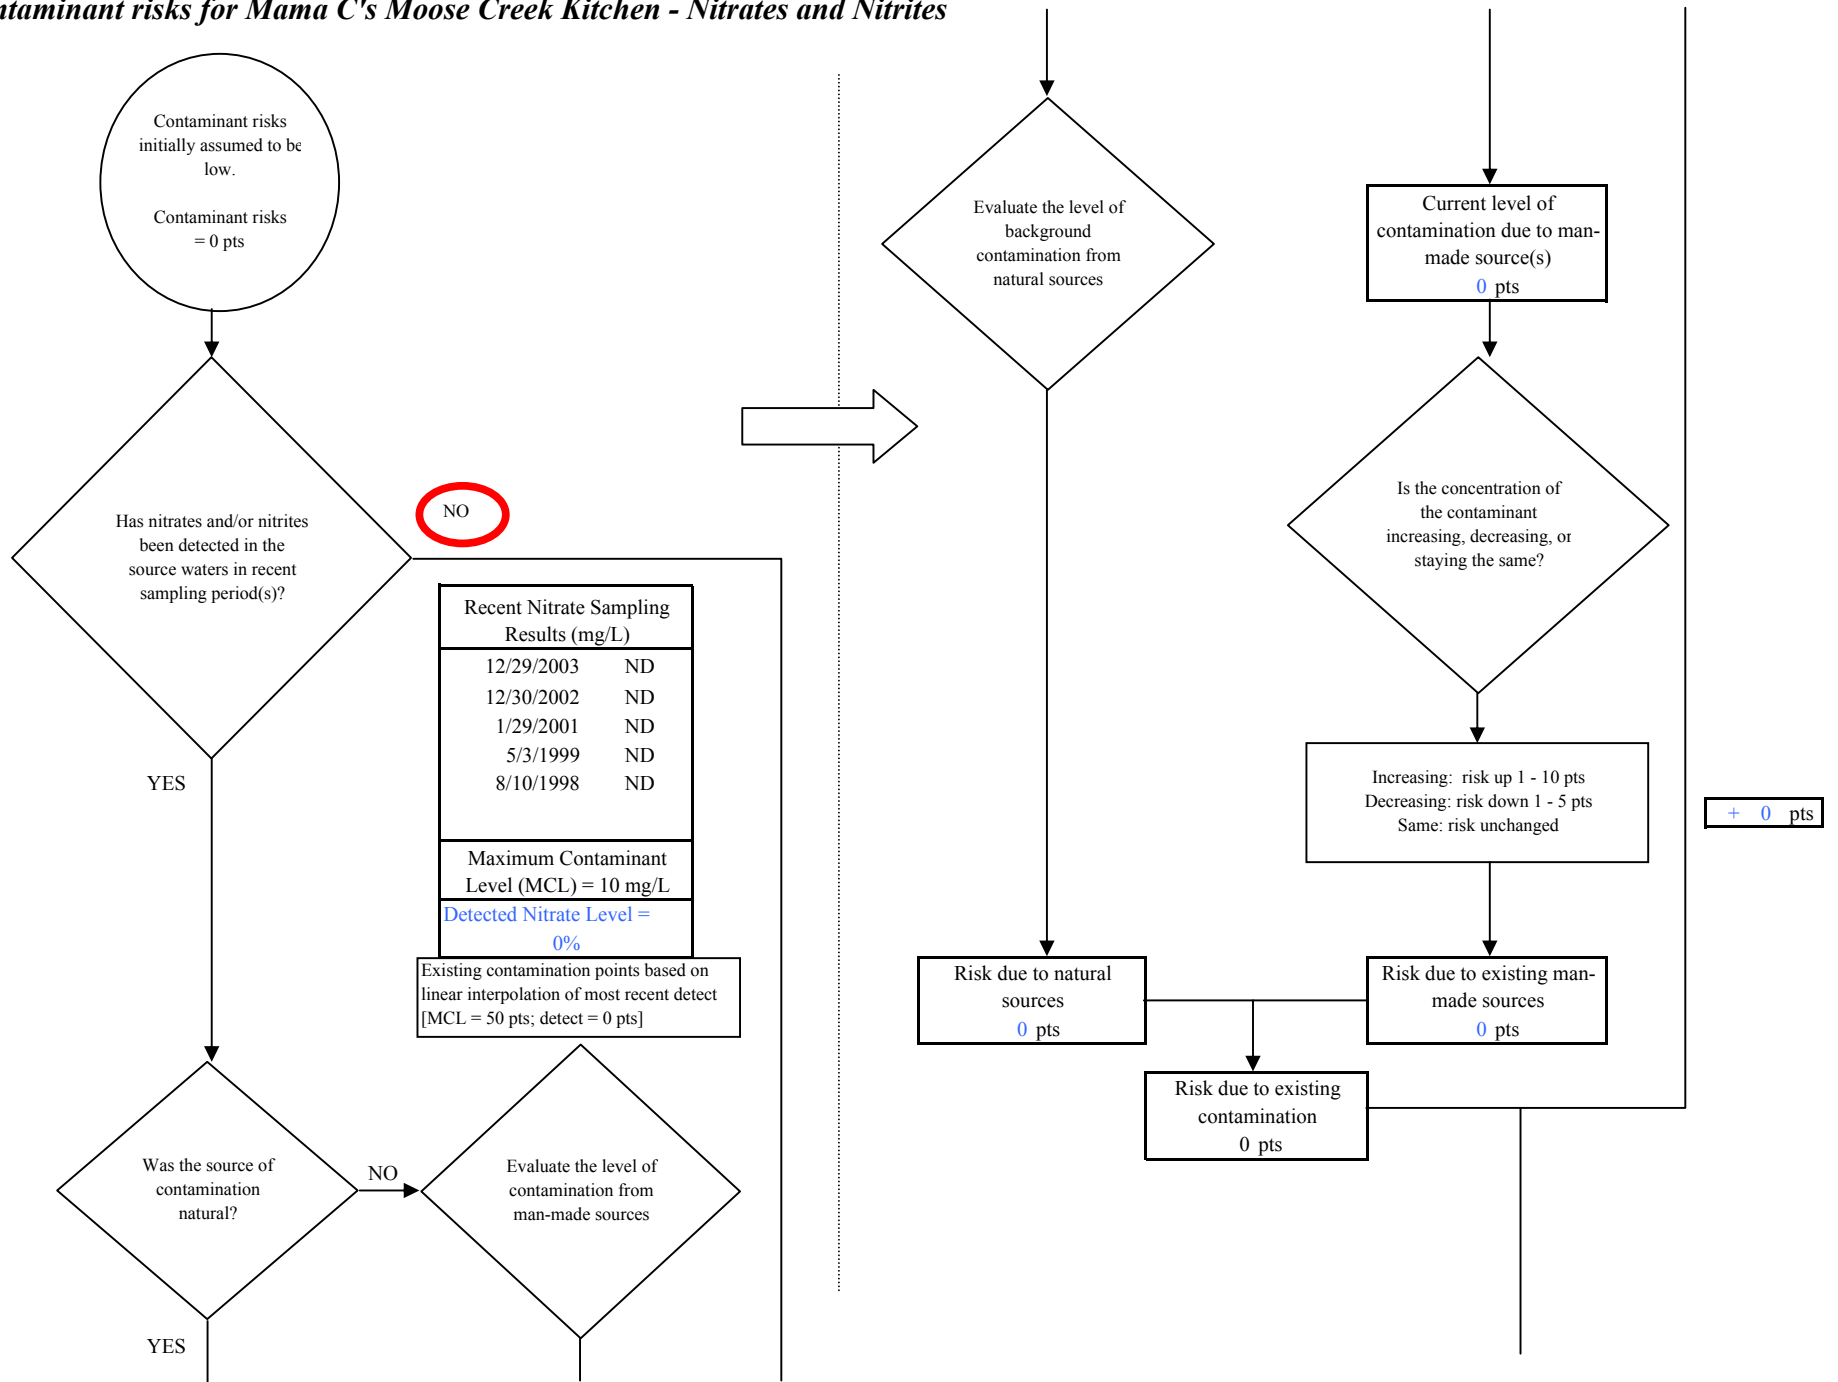 ntaminant risks for Mama C's Moose Creek Kitchen - Nitrates and Nitrites
Contaminant risks
initially assumed to be
low.
Contaminant risks
= 0 pts
Has nitrates and/or nitrites
been detected in the
source waters in recent
sampling period(s)?
NO
YES
Recent Nitrate Sampling
Results (mg/L)
12/29/2003 ND
12/30/2002 ND
1/29/2001 ND
5/3/1999 ND
8/10/1998 ND
Maximum Contaminant
Level (MCL) = 10 mg/L
Detected Nitrate Level =
0%
Existing contamination points based on
linear interpolation of most recent detect
[MCL = 50 pts; detect = 0 pts]
Was the source of
contamination
natural?
NO
YES
Evaluate the level of
contamination from
man-made sources
Evaluate the level of
background
contamination from
natural sources
Current level of
contamination due to man-
made source(s)
0 pts
Is the concentration of
the contaminant
increasing, decreasing, or
staying the same?
Increasing: risk up 1 - 10 pts
Decreasing: risk down 1 - 5 pts
Same: risk unchanged
+ 0 pts
Risk due to natural
sources
0 pts
Risk due to existing man-
made sources
0 pts
Risk due to existing
contamination
0 pts